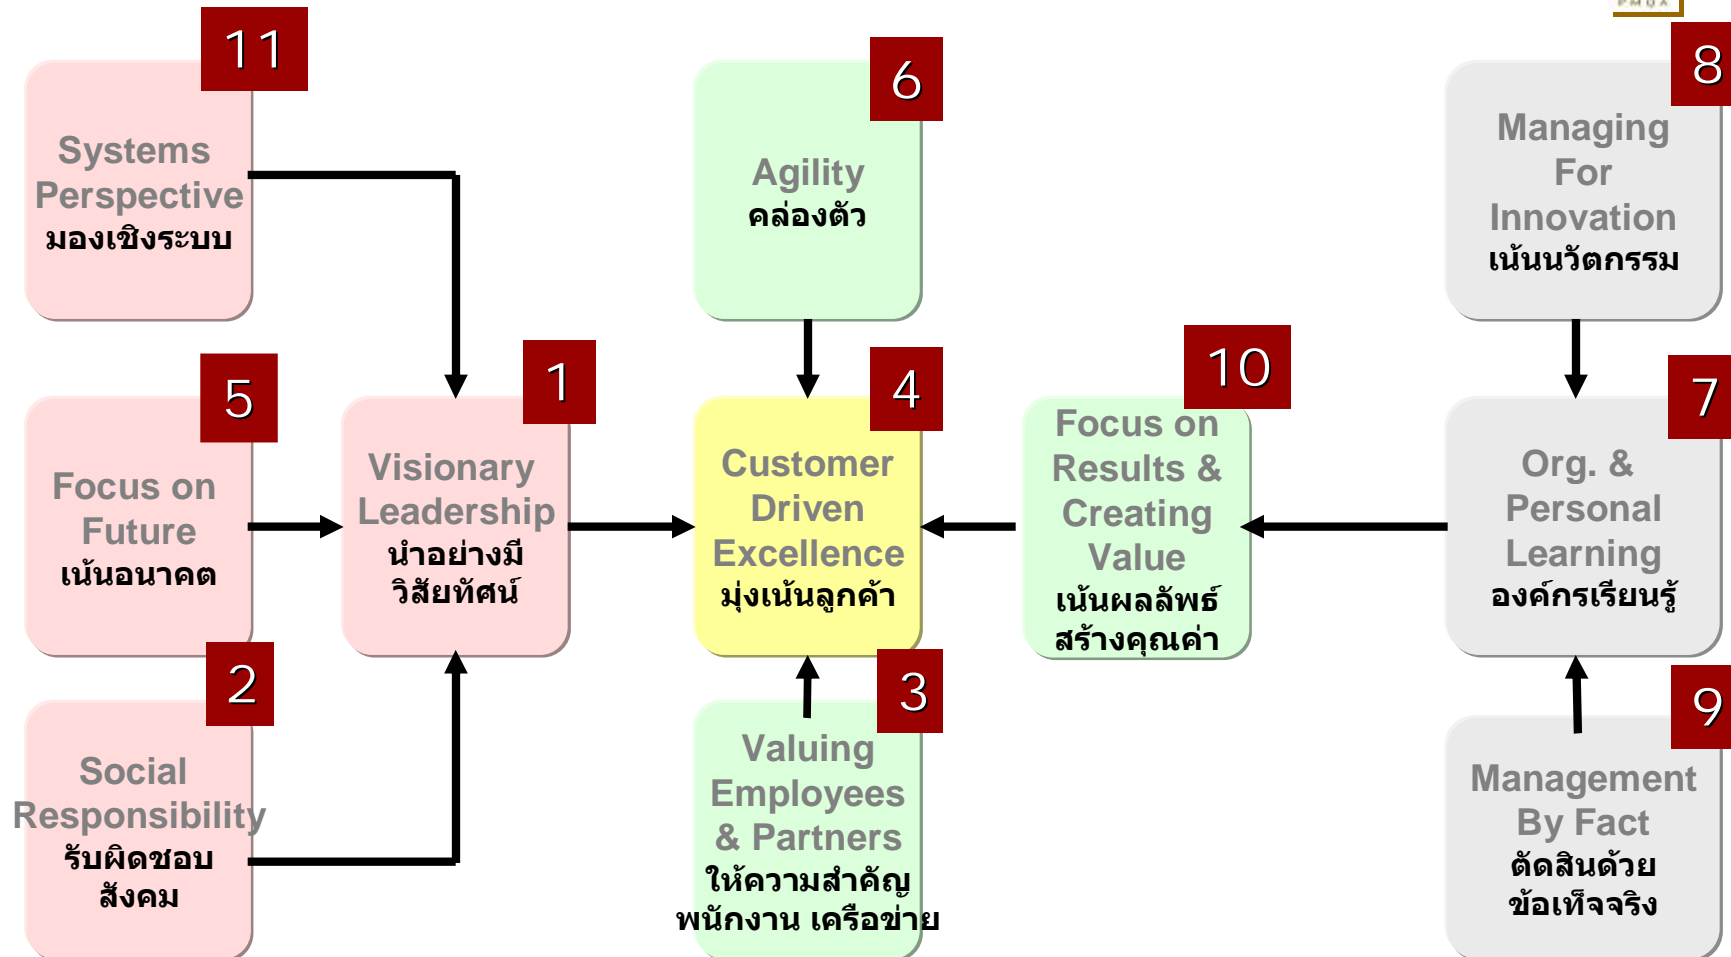 PMQA
11
Systems
Perspective
มองเชิงระบบ
6
Agility
คล่องตัว
8
Managing
For
Innovation
เน้นนวัตกรรม
5
Focus on
Future
เน้นอนาคต
1
Visionary
Leadership
นำอย่างมี
วิสัยทัศน์
4
Customer
Driven
Excellence
มุ่งเน้นลูกค้า
10
Focus on
Results &
Creating
Value
เน้นผลลัพธ์
สร้างคุณค่า
7
Org. &
Personal
Learning
องค์กรเรียนรู้
2
Social
Responsibility
รับผิดชอบ
สังคม
3
Valuing
Employees
& Partners
ให้ความสำคัญ
พนักงาน เครือข่าย
9
Management
By Fact
ตัดสินด้วย
ข้อเท็จจริง